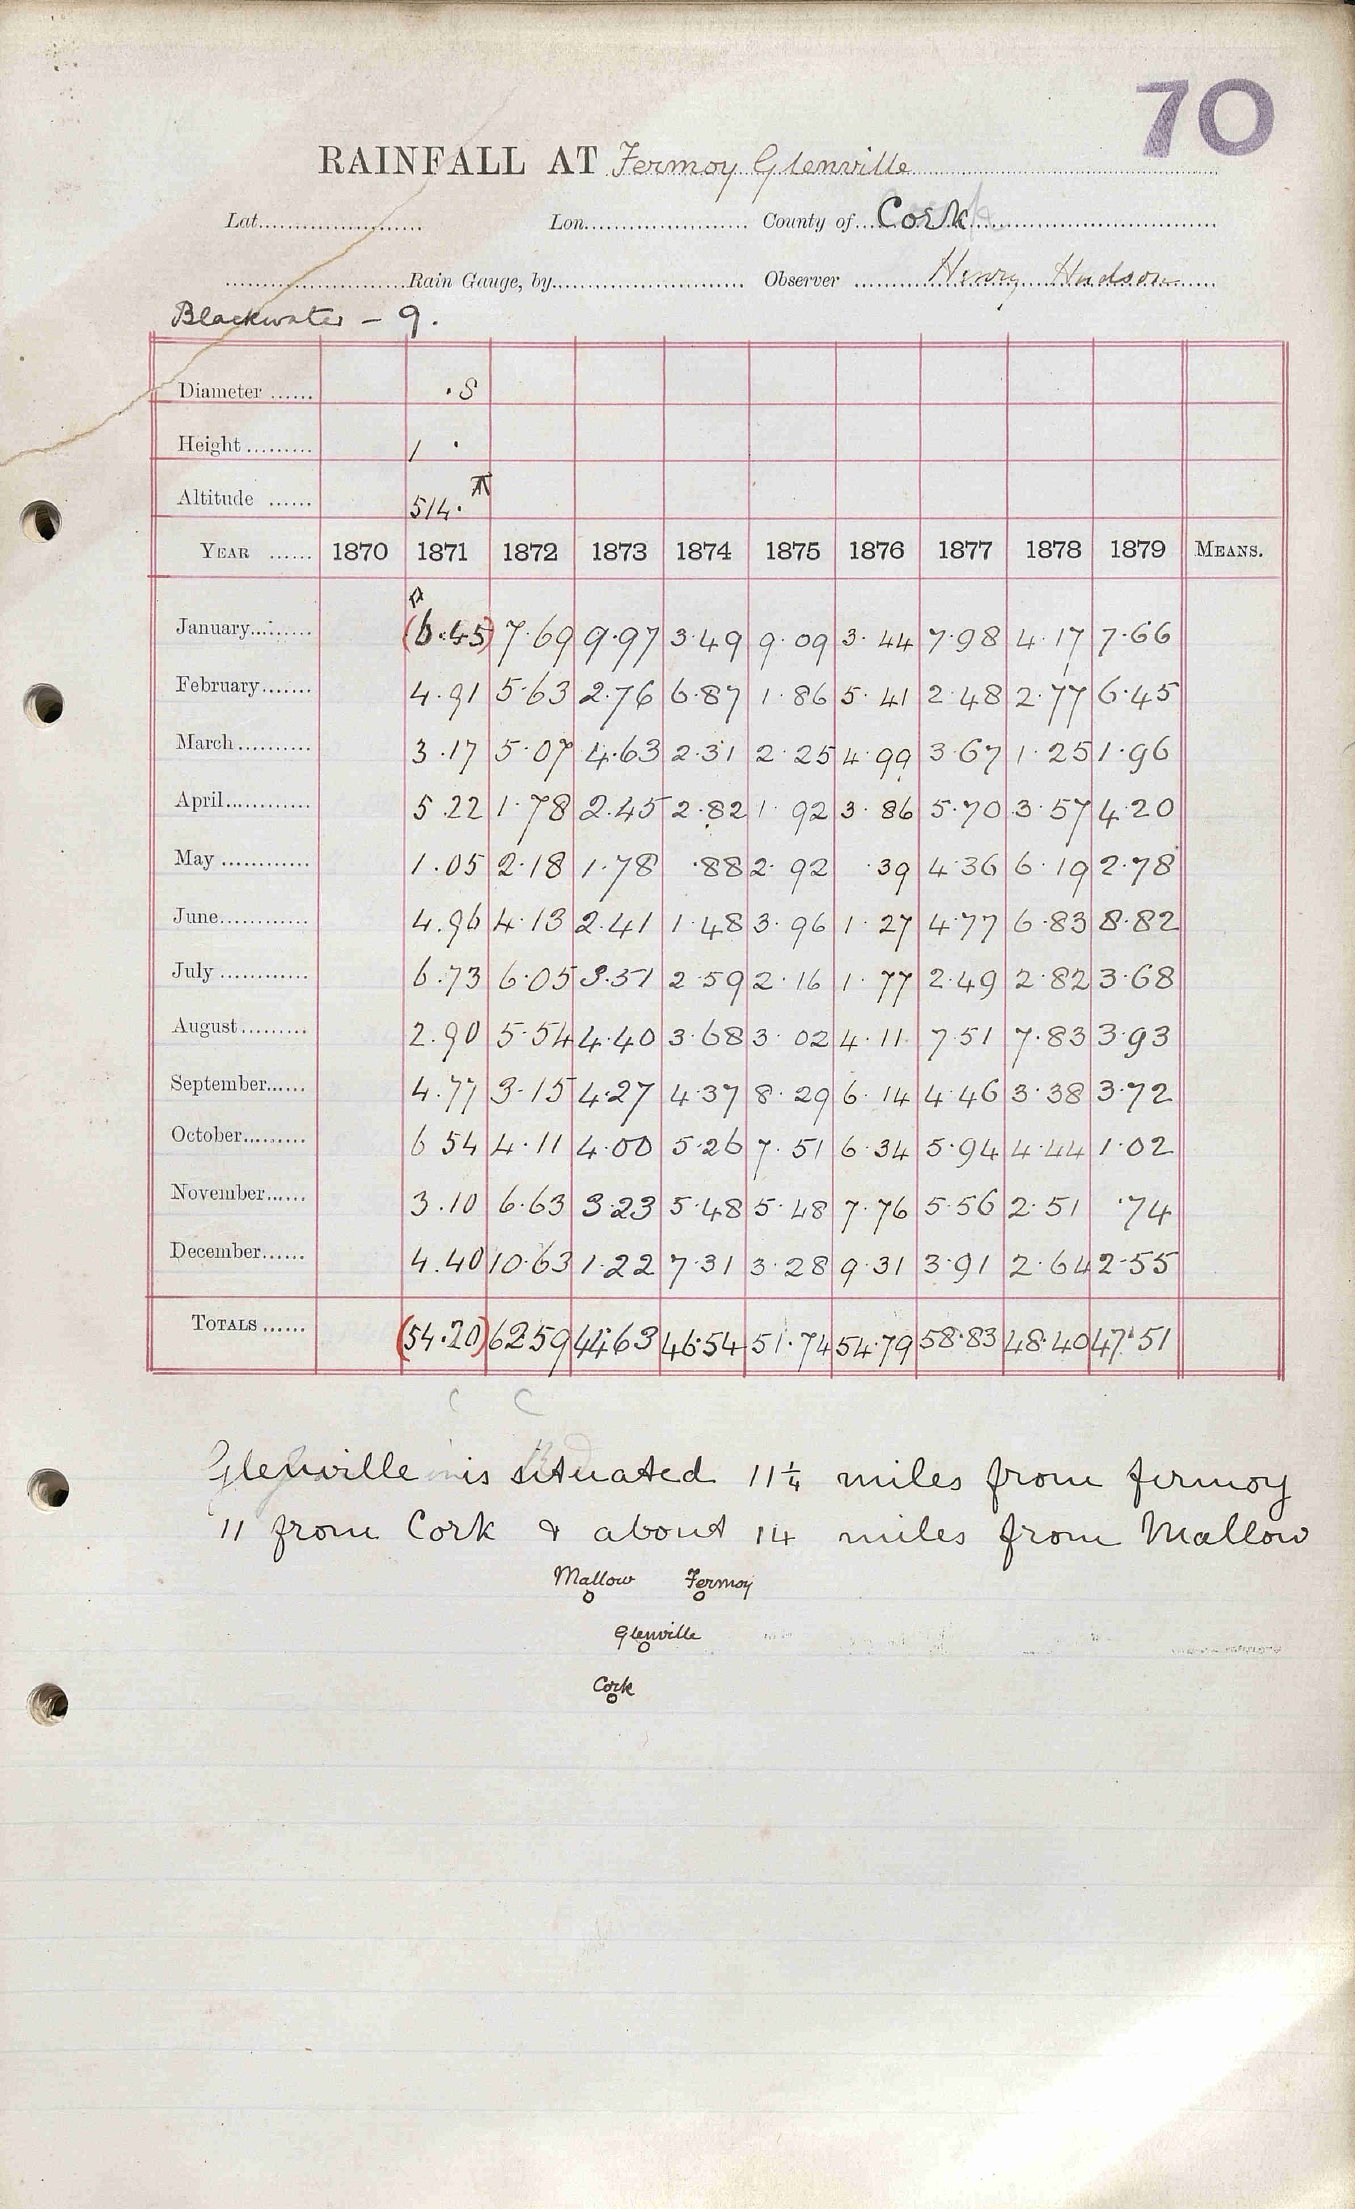 70
RAINFALL AT Fermoy Glenville
Lat. Lon. County of Cork
Rain Gauge, by Observer Henry Hudson
Blackwater - 9.
Diameter ...... ·8
Height ......... 1 ·
Altitude ...... 514·
YEAR ...... 1870 1871 1872 1873 1874 1875 1876 1877 1878 1879 MEANS.
January......... (6.45) 7.69 9.97 3.49 9.09 3.44 7.98 4.17 7.66
February....... 4.91 5.63 2.76 6.87 1.86 5.41 2.48 2.77 6.45
March.......... 3.17 5.07 4.63 2.31 2.25 4.99 3.67 1.25 1.96
April............ 5.22 1.78 2.45 2.82 1.92 3.86 5.70 3.57 4.20
May ............ 1.05 2.18 1.78 .88 2.92 .39 4.36 6.19 2.78
June............ 4.96 4.13 2.41 1.48 3.96 1.27 4.77 6.83 8.82
July ............ 6.73 6.05 3.51 2.59 2.16 1.77 2.49 2.82 3.68
August......... 2.90 5.54 4.40 3.68 3.02 4.11 7.51 7.83 3.93
September...... 4.77 3.15 4.27 4.37 8.29 6.14 4.46 3.38 3.72
October......... 6 54 4.11 4.00 5.26 7.51 6.34 5.94 4.44 1.02
November...... 3.10 6.63 3.23 5.48 5.48 7.76 5.56 2.51 .74
December...... 4.40 10.63 1.22 7.31 3.28 9.31 3.91 2.64 2.55
TOTALS ...... (54.20) 62 59 44.63 46.54 51.74 54.79 58.83 48.40 47.51
Glenville is situated 11¼ miles from fermoy
11 from Cork & about 14 miles from Mallow
Mallow Fermoy
Glenville
Cork